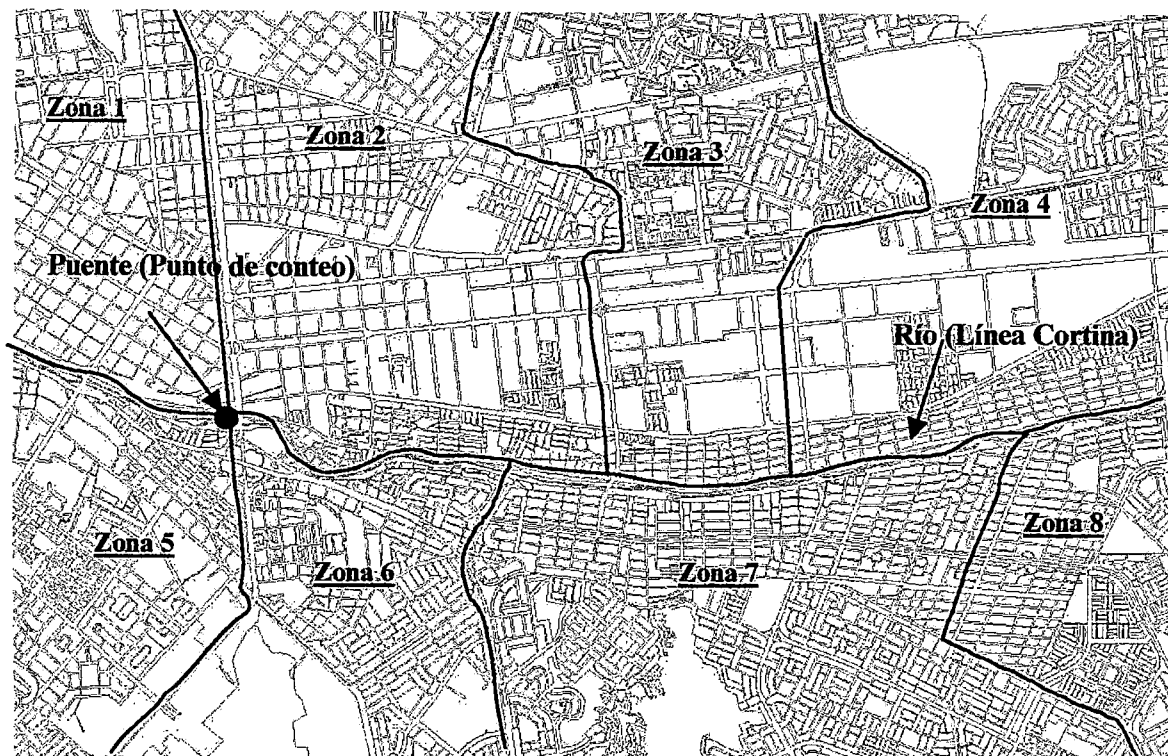 Zona 1
Zona 2
Zona 3
Zona 4
Puente (Punto de conteo)
Río (Línea Cortina)
Zona 5
Zona 6
Zona 7
Zona 8